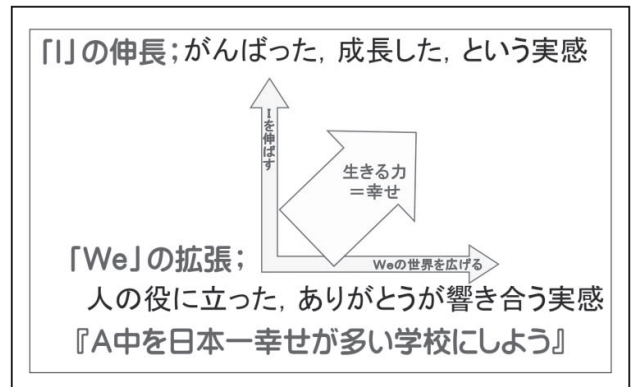 「I」の伸長；がんばった，成長した，という実感
Iを伸ばす
生きる力
＝幸せ
「We」の拡張；
Weの世界を広げる
人の役に立った，ありがとうが響き合う実感
『A中を日本一幸せが多い学校にしよう』